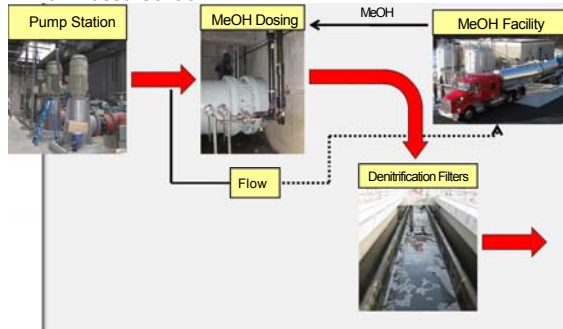 Pump Station
MeOH Dosing
MeOH
MeOH Facility
Flow
Denitrification Filters